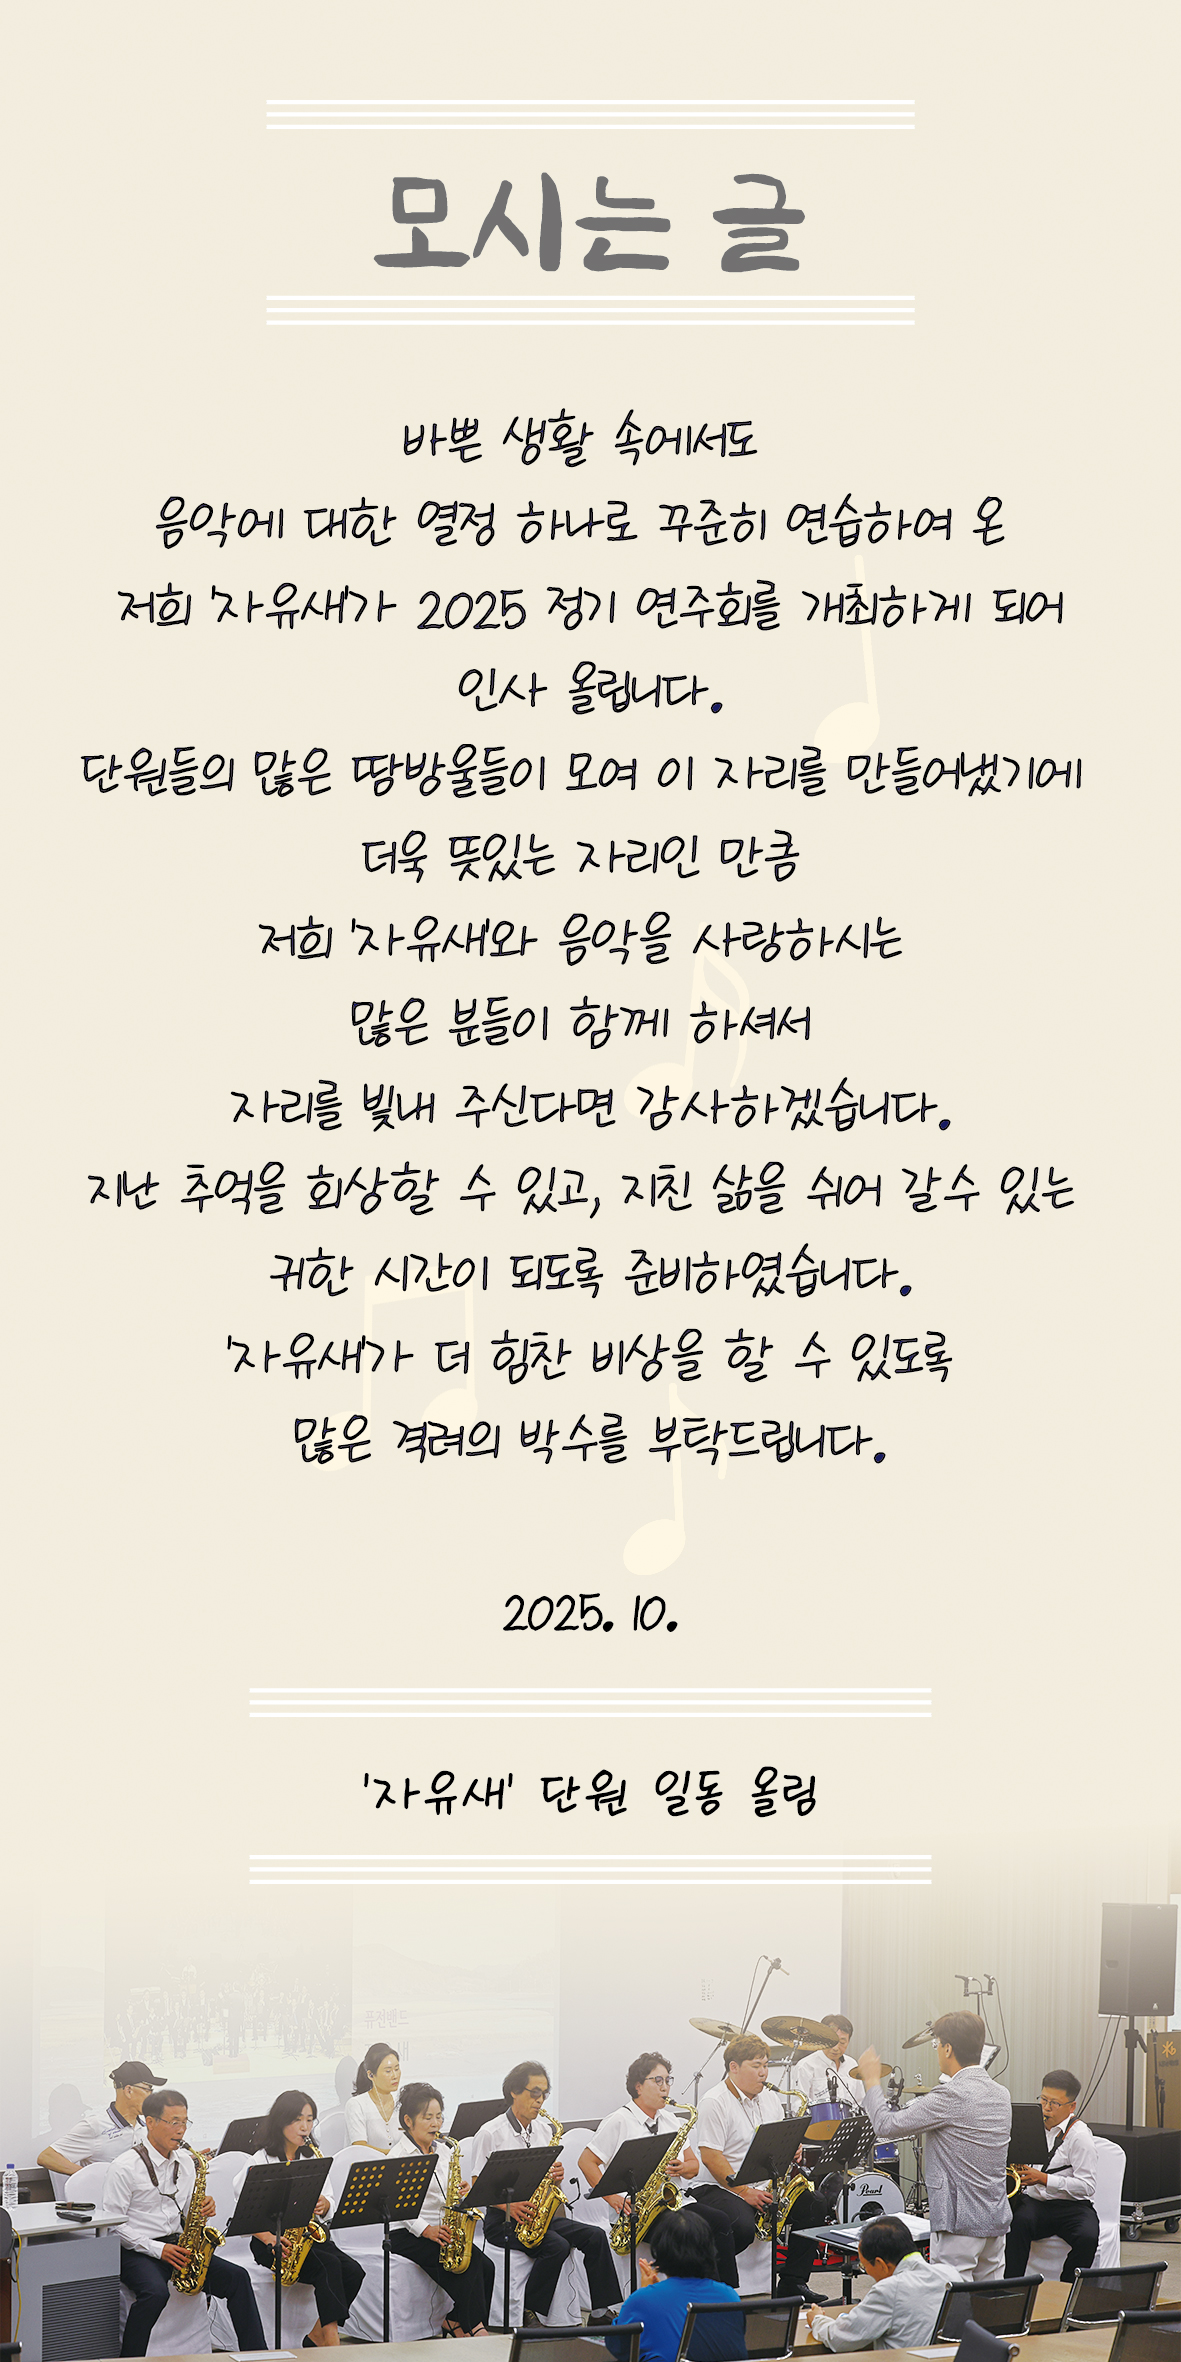 모시는 글
바쁜 생활 속에서도
음악에 대한 열정 하나로 꾸준히 연습하여 온
저희 '자유새'가 2025 정기 연주회를 개최하게 되어
인사 올립니다.
단원들의 많은 땀방울들이 모여 이 자리를 만들어냈기에
더욱 뜻있는 자리인 만큼
저희 '자유새'와 음악을 사랑하시는
많은 분들이 함께 하셔서
자리를 빛내 주신다면 감사하겠습니다.
지난 추억을 회상할 수 있고, 지친 삶을 쉬어 갈수 있는
귀한 시간이 되도록 준비하였습니다.
'자유새'가 더 힘찬 비상을 할 수 있도록
많은 격려의 박수를 부탁드립니다.
2025. 10.
'자유새' 단원 일동 올림
퓨전밴드
새
Pearl